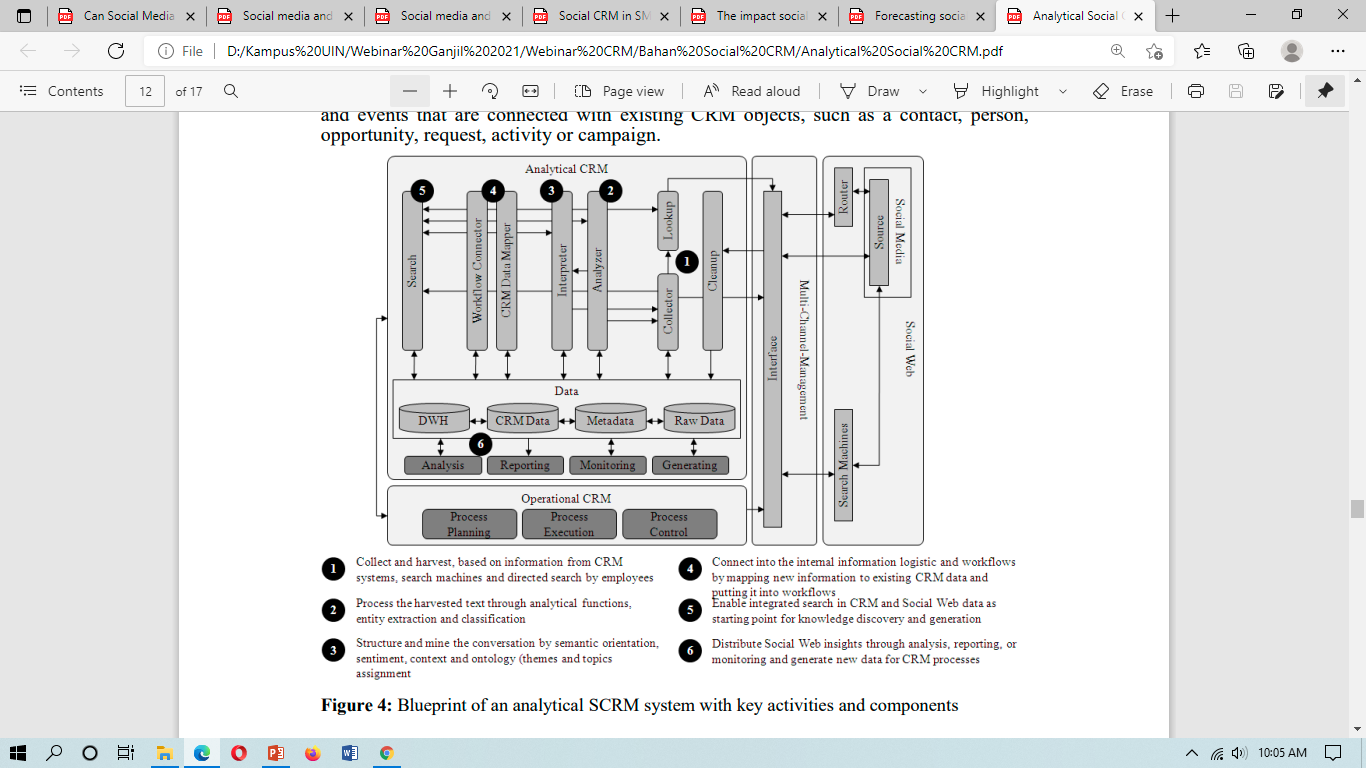 Can Social Media
Social media and
Social media and
Social CRM in SM
The impact social
Forecasting socia
Analytical Social C
File
D:/Kampus%20UIN/Webinar%20Ganjil%202021/Webinar%20CRM/Bahan%20Social%20CRM/Analytical%20Social%20CRM.pdf
Contents
12
of 17
Page view
Read aloud
Draw
Highlight
Erase
and events that are connected with existing CRM objects, such as a contact, person,
opportunity, request, activity or campaign.
Analytical CRM
5
4
3
2
1
Search
Workflow Connector
CRM Data Mapper
Interpreter
Analyzer
Lookup
Collector
Cleanup
Interface
Multi-Channel-Management
Router
Source
Social Media
Social Web
Search Machines
Data
DWH
CRM Data
Metadata
Raw Data
6
Analysis
Reporting
Monitoring
Generating
Operational CRM
Process
Planning
Process
Execution
Process
Control
1
Collect and harvest, based on information from CRM
systems, search machines and directed search by employees
2
Process the harvested text through analytical functions,
entity extraction and classification
3
Structure and mine the conversation by semantic orientation,
sentiment, context and ontology (themes and topics
assignment
4
Connect into the internal information logistic and workflows
by mapping new information to existing CRM data and
putting it into workflows
5
Enable integrated search in CRM and Social Web data as
starting point for knowledge discovery and generation
6
Distribute Social Web insights through analysis, reporting, or
monitoring and generate new data for CRM processes
Figure 4: Blueprint of an analytical SCRM system with key activities and components
10:05 AM